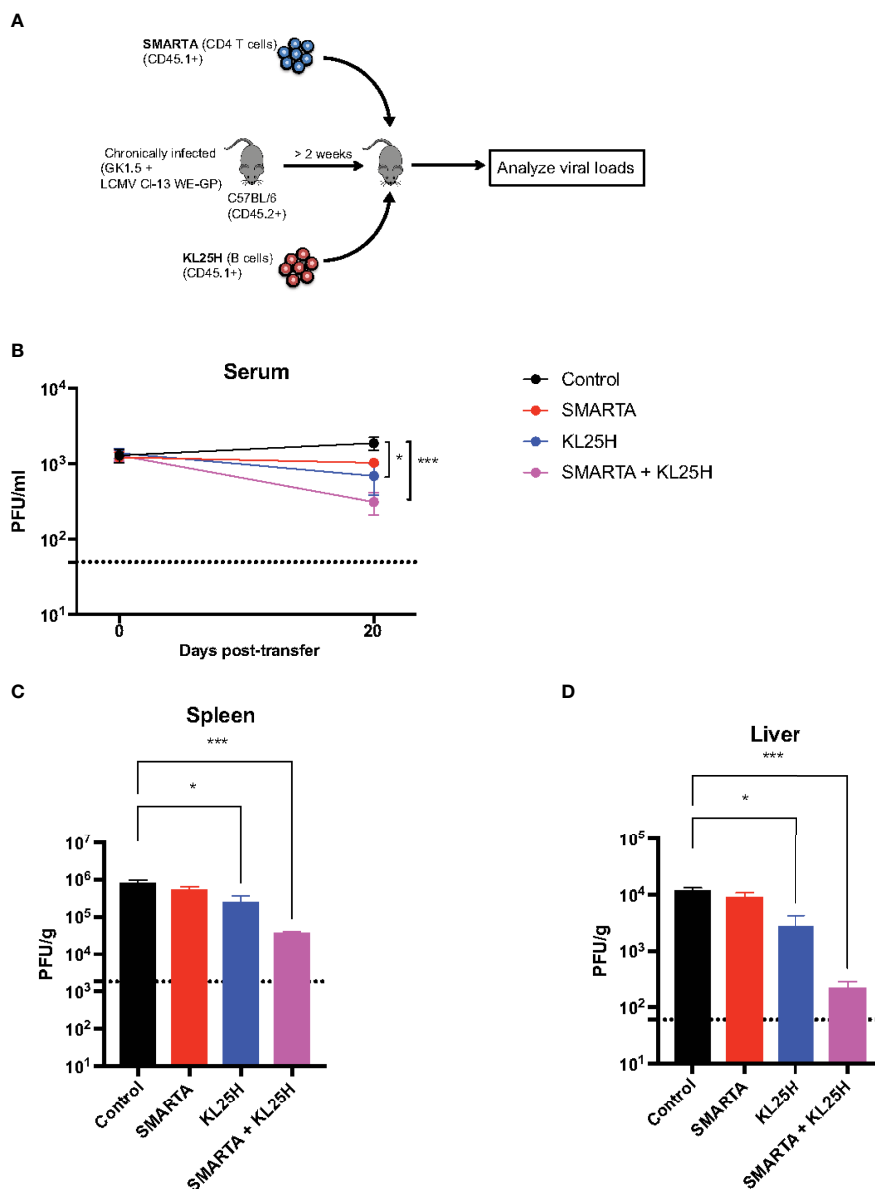 A
SMARTA (CD4 T cells)
(CD45.1+)
Chronically infected
(GK1.5 +
LCMV Cl-13 WE-GP)
> 2 weeks
C57BL/6
(CD45.2+)
Analyze viral loads
KL25H (B cells)
(CD45.1+)
B
Serum
PFU/ml
10⁴
10³
10²
10¹
0
20
Days post-transfer
*
***
Control
SMARTA
KL25H
SMARTA + KL25H
C
Spleen
***
*
PFU/g
10⁷
10⁶
10⁵
10⁴
10³
10²
10¹
Control
SMARTA
KL25H
SMARTA + KL25H
D
Liver
***
*
PFU/g
10⁵
10⁴
10³
10²
10¹
Control
SMARTA
KL25H
SMARTA + KL25H